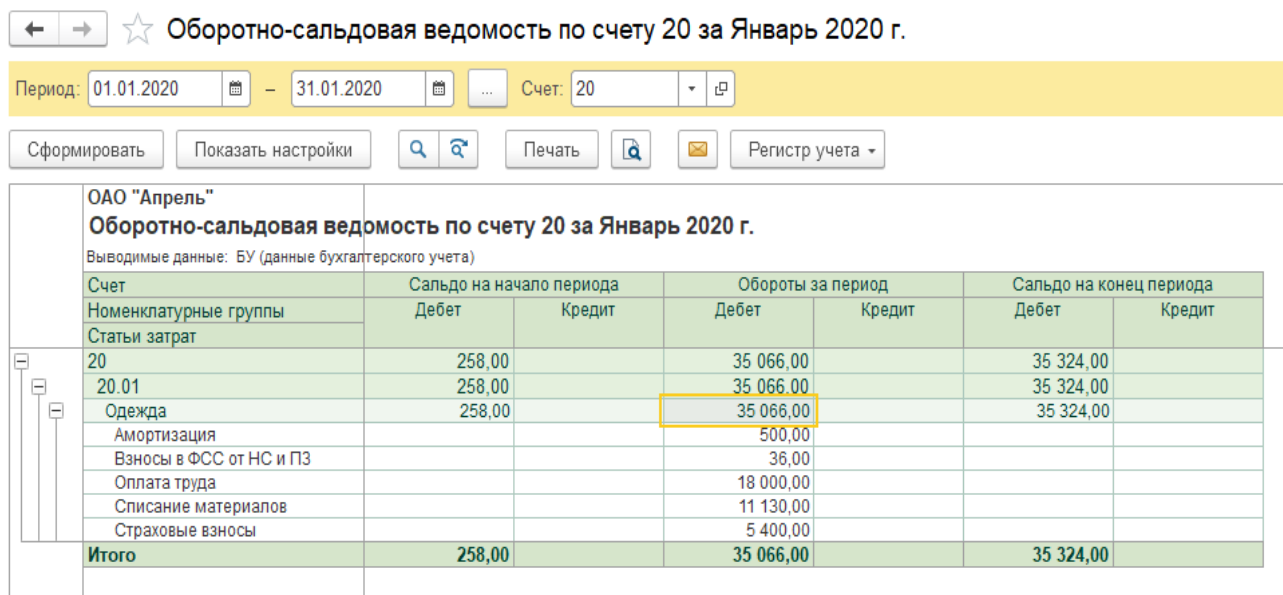 Оборотно-сальдовая ведомость по счету 20 за Январь 2020 г.
Период: 01.01.2020 – 31.01.2020 ... Счет: 20
Сформировать Показать настройки Печать Регистр учета
ОАО "Апрель"
Оборотно-сальдовая ведомость по счету 20 за Январь 2020 г.
Выводимые данные: БУ (данные бухгалтерского учета)
Счет Сальдо на начало периода Обороты за период Сальдо на конец периода
Номенклатурные группы Дебет Кредит Дебет Кредит Дебет Кредит
Статьи затрат
20 258,00 35 066,00 35 324,00
20.01 258,00 35 066.00 35 324,00
Одежда 258,00 35 066,00 35 324,00
Амортизация 500,00
Взносы в ФСС от НС и ПЗ 36,00
Оплата труда 18 000,00
Списание материалов 11 130,00
Страховые взносы 5 400,00
Итого 258,00 35 066,00 35 324,00